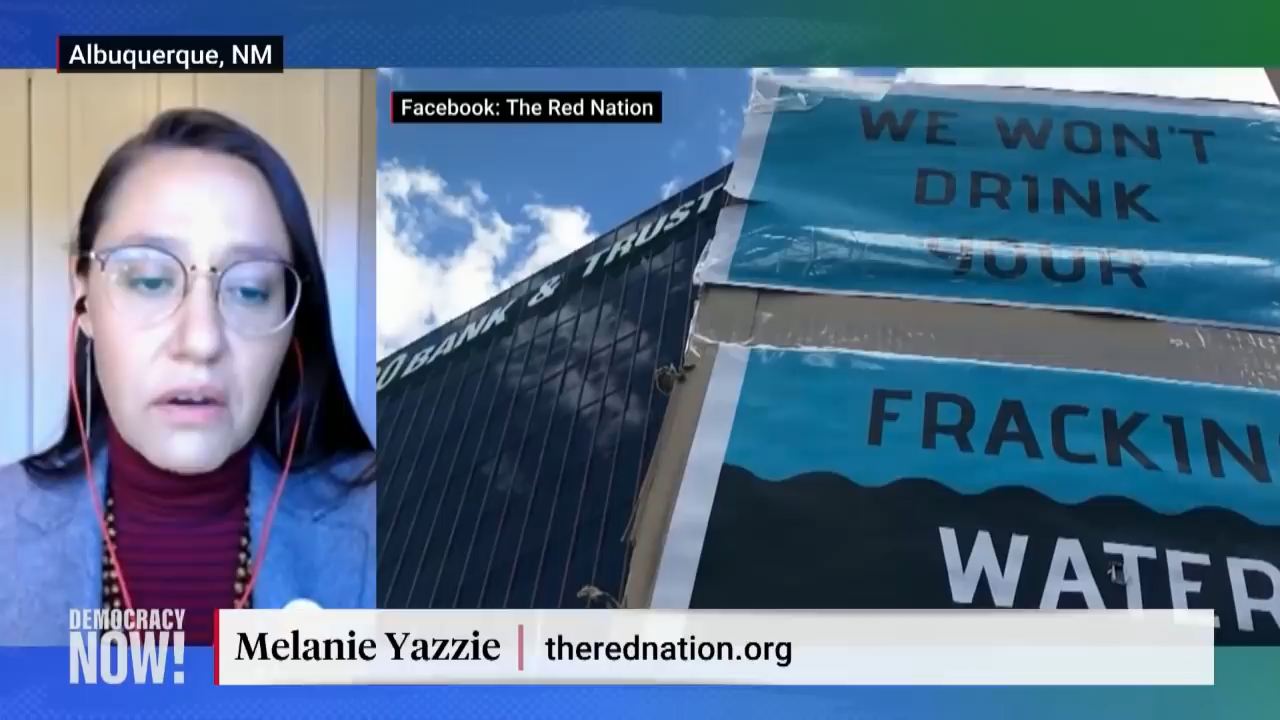 Albuquerque, NM
Facebook: The Red Nation
BANK & TRUST
WE WON'T
DRINK
YOUR
FRACKIN
WATER
DEMOCRACY
NOW!
Melanie Yazzie
therednation.org